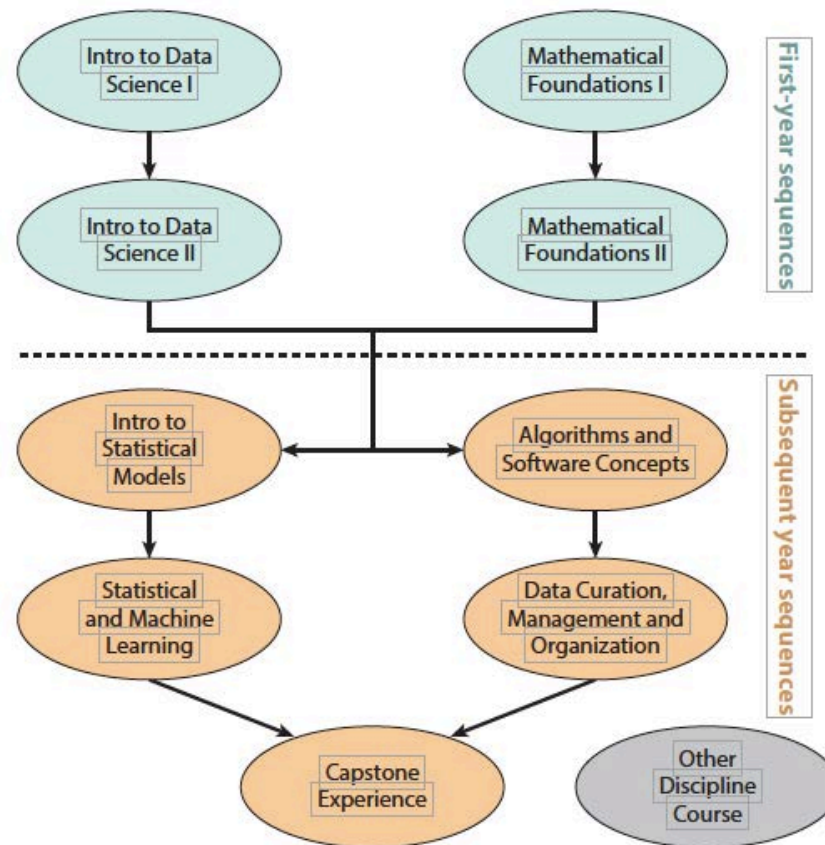 Intro to Data
Science I
Mathematical
Foundations I
First-year sequences
Intro to Data
Science II
Mathematical
Foundations II
Intro to
Statistical
Models
Algorithms and
Software Concepts
Subsequent year sequences
Statistical
and Machine
Learning
Data Curation,
Management and
Organization
Capstone
Experience
Other
Discipline
Course